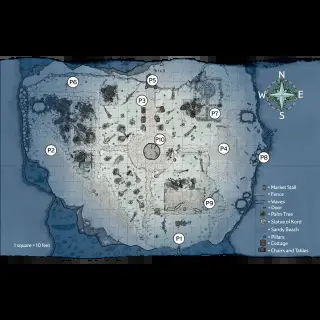 P6
P5
N
P3
W
E
P7
S
P10
P2
P4
P8
Market Stall
Fence
Waves
Door
Palm Tree
Statue of Kord
Sandy Beach
Pillars
Cottage
Chairs and Tables
P9
P1
1 square = 10 feet